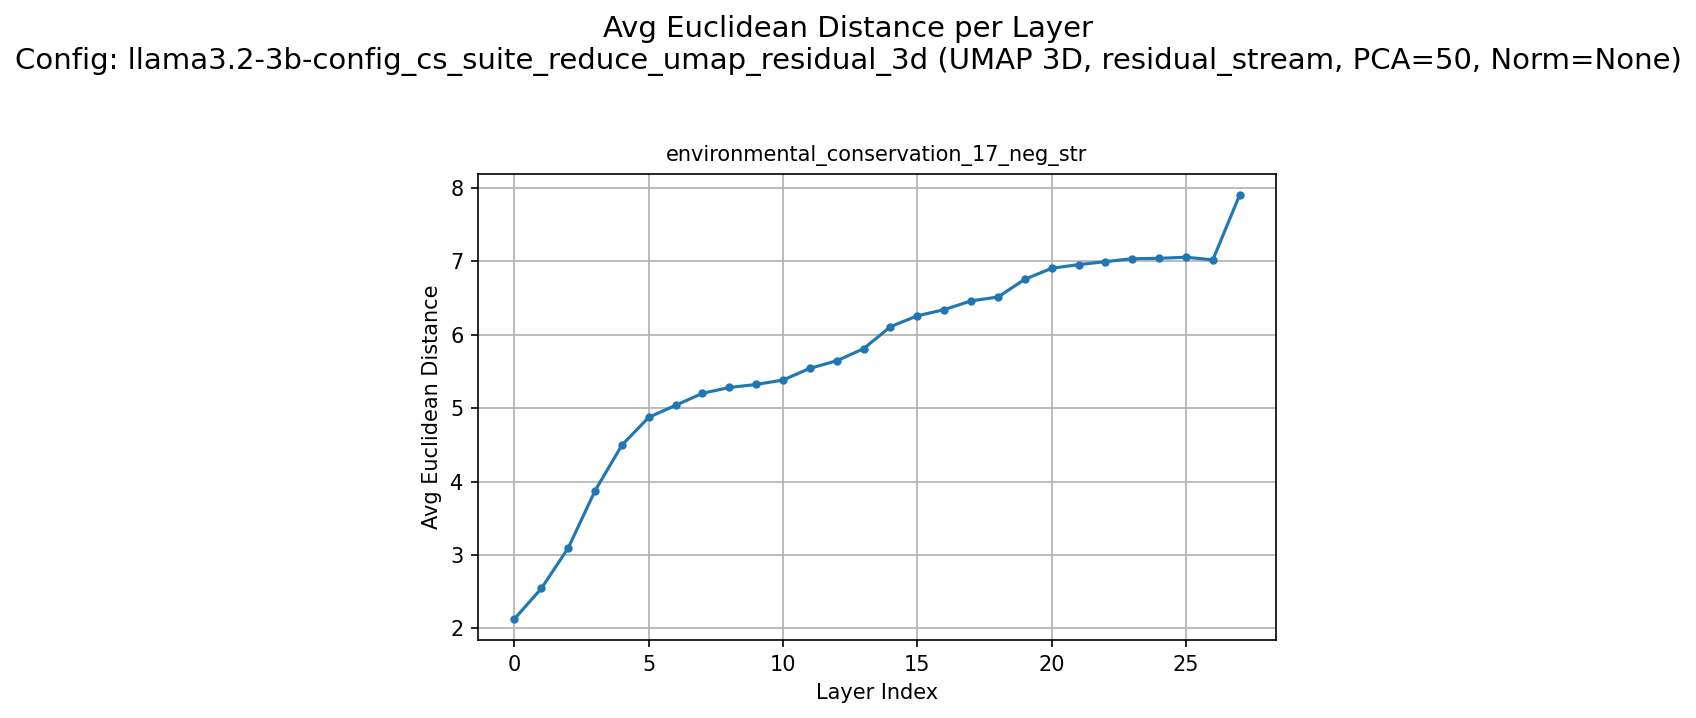 Avg Euclidean Distance per Layer
Config: llama3.2-3b-config_cs_suite_reduce_umap_residual_3d (UMAP 3D, residual_stream, PCA=50, Norm=None)
environmental_conservation_17_neg_str
8
7
6
5
4
3
2
Avg Euclidean Distance
0 5 10 15 20 25
Layer Index